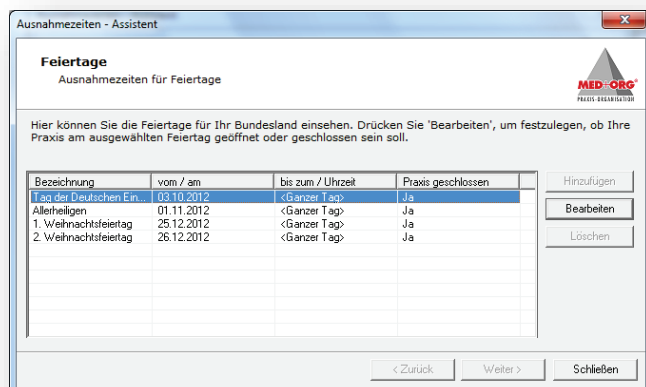 Ausnahmezeiten - Assistent
Feiertage
Ausnahmezeiten für Feiertage
MED-ORG®
PRAXIS-ORGANISATION
Hier können Sie die Feiertage für Ihr Bundesland einsehen. Drücken Sie 'Bearbeiten', um festzulegen, ob Ihre
Praxis am ausgewählten Feiertag geöffnet oder geschlossen sein soll.
Bezeichnung vom / am bis zum / Uhrzeit Praxis geschlossen
Tag der Deutschen Ein... 03.10.2012 <Ganzer Tag> Ja
Allerheiligen 01.11.2012 <Ganzer Tag> Ja
1. Weihnachtsfeiertag 25.12.2012 <Ganzer Tag> Ja
2. Weihnachtsfeiertag 26.12.2012 <Ganzer Tag> Ja
Hinzufügen
Bearbeiten
Löschen
< Zurück Weiter > Schließen